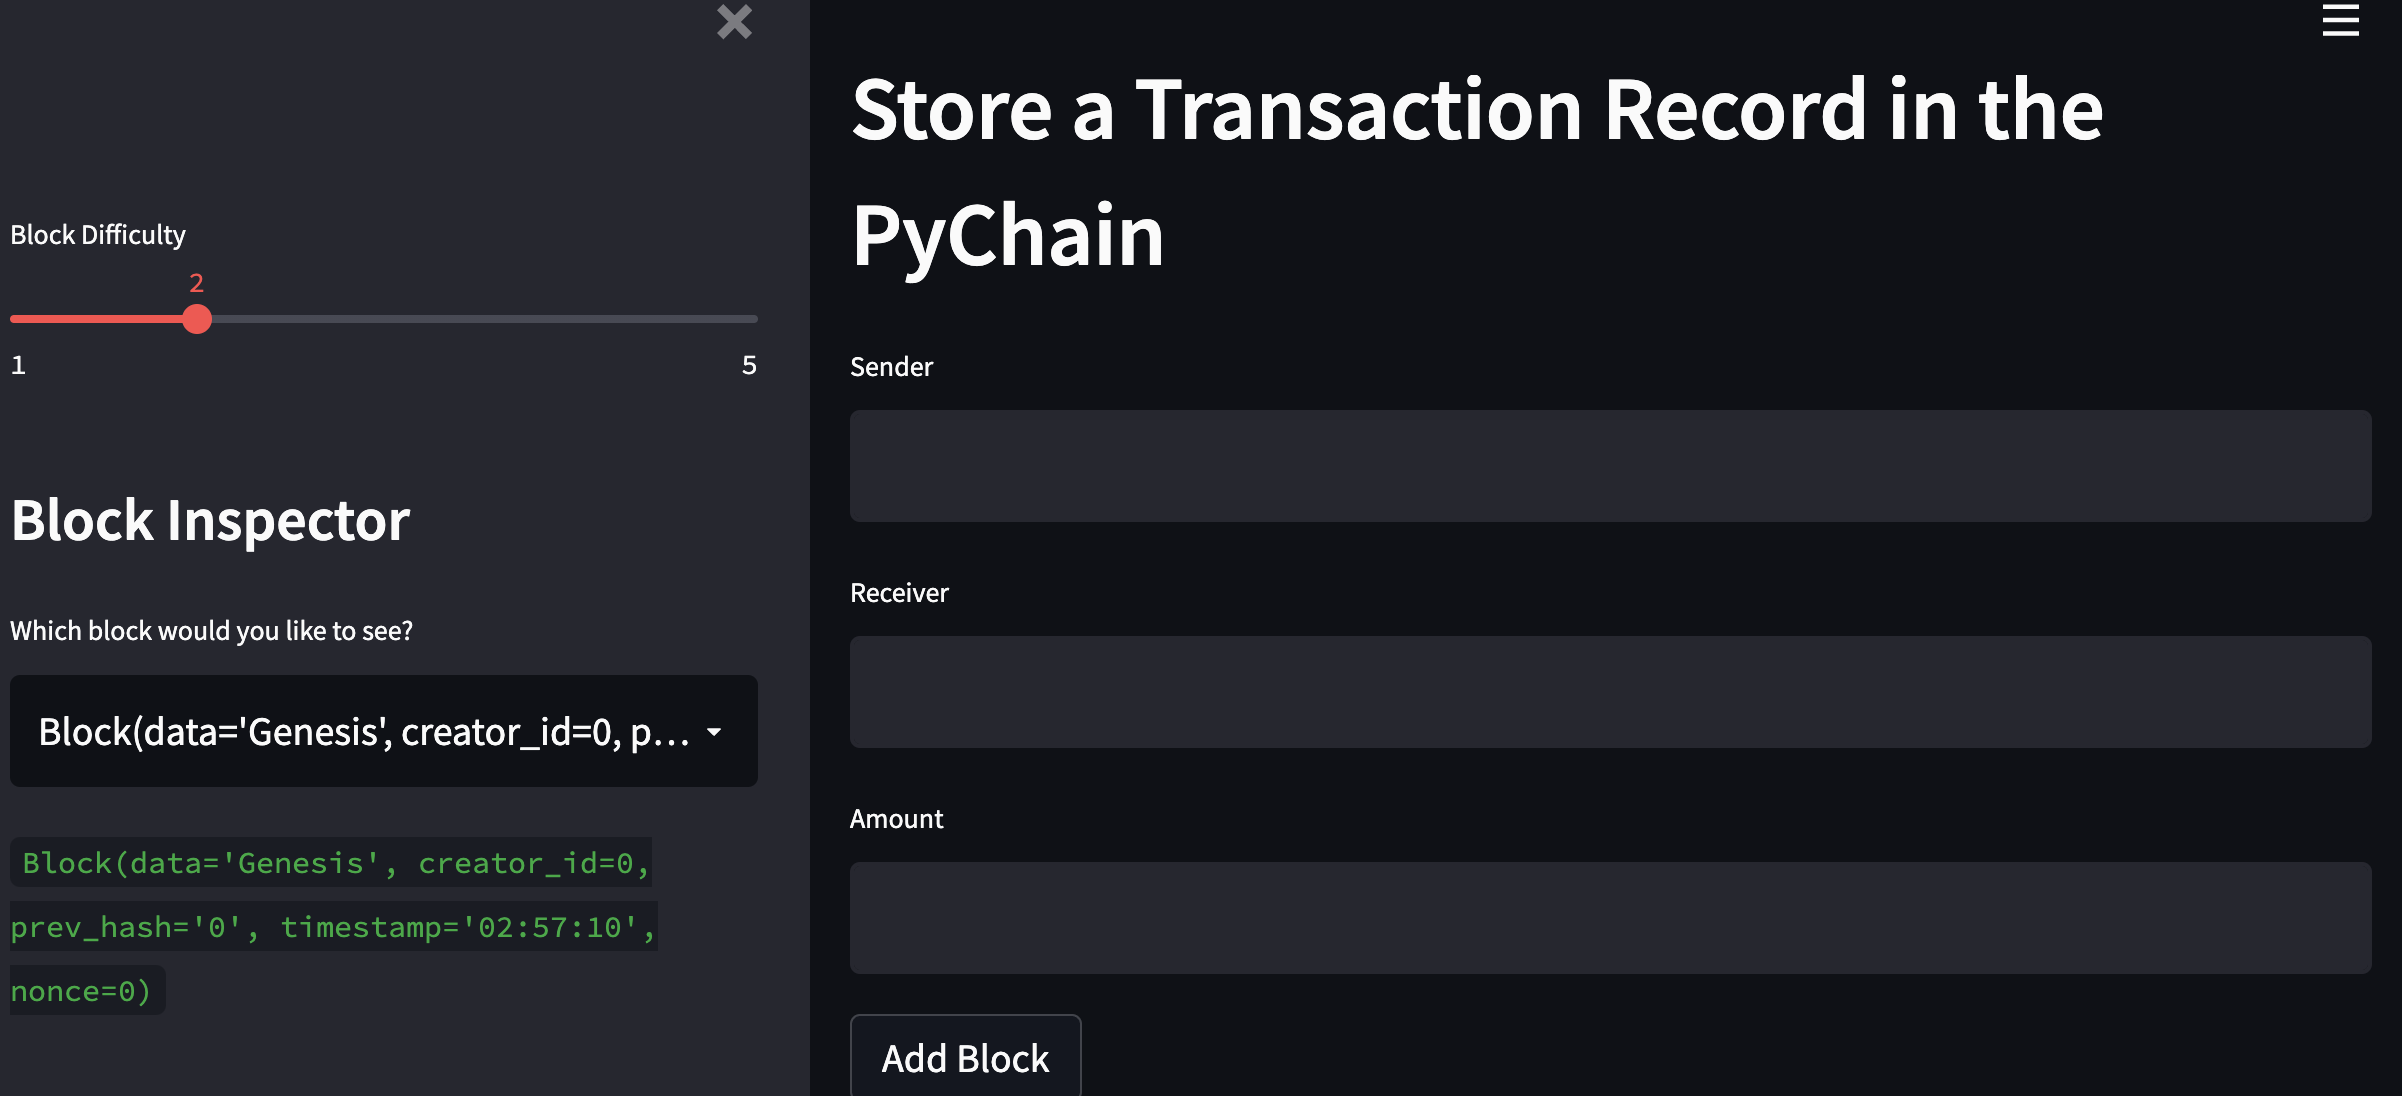 Block Difficulty
2
1
5
Block Inspector
Which block would you like to see?
Block(data='Genesis', creator_id=0, p...
Block(data='Genesis', creator_id=0,
prev_hash='0', timestamp='02:57:10',
nonce=0)
Store a Transaction Record in the
PyChain
Sender
Receiver
Amount
Add Block